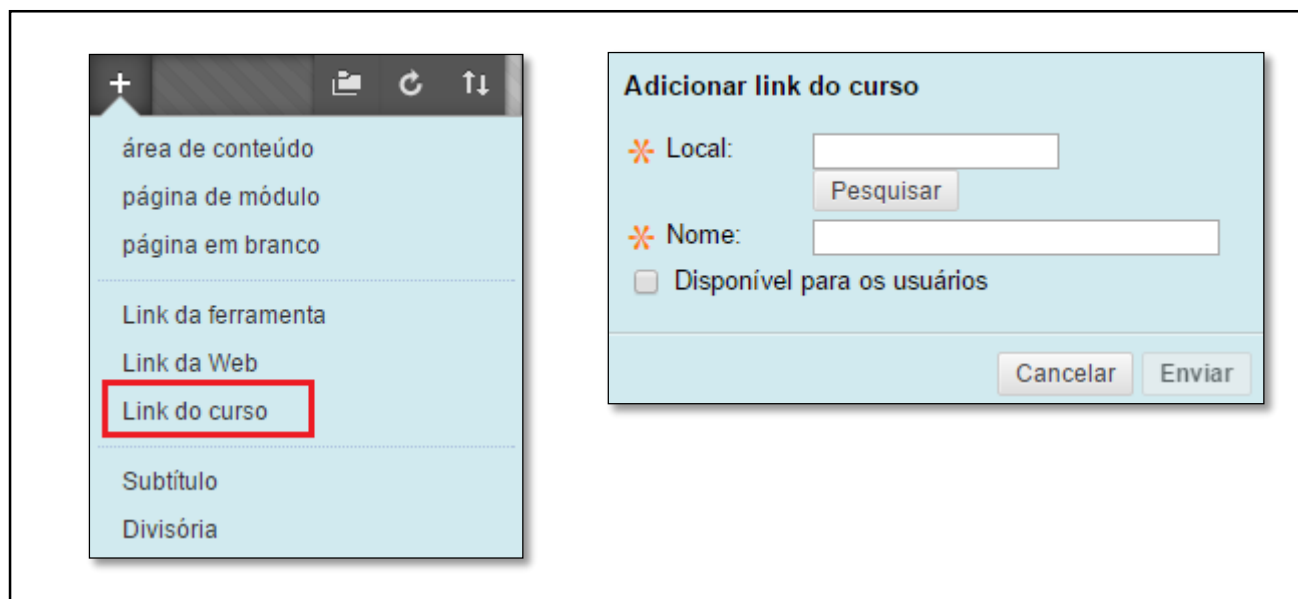 +
área de conteúdo
página de módulo
página em branco
Link da ferramenta
Link da Web
Link do curso
Subtítulo
Divisória
Adicionar link do curso
Local:
Pesquisar
Nome:
Disponível para os usuários
Cancelar Enviar